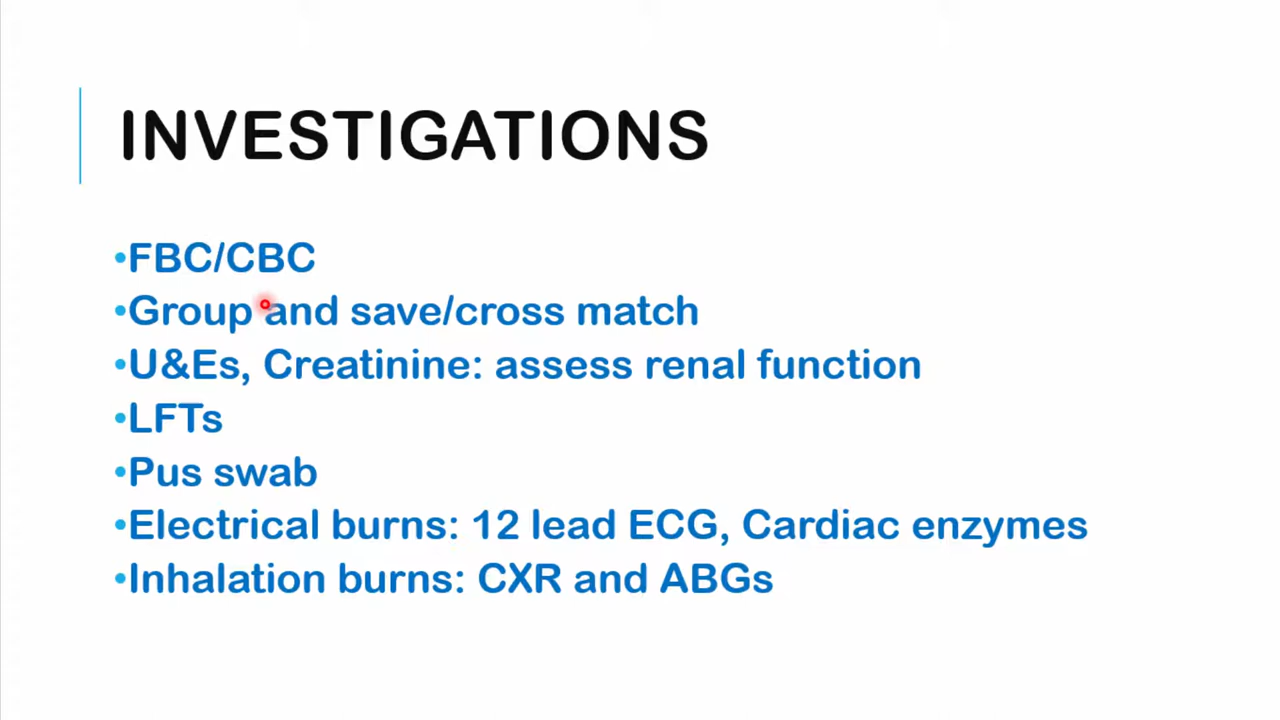 INVESTIGATIONS
•FBC/CBC
•Group and save/cross match
•U&Es, Creatinine: assess renal function
•LFTs
•Pus swab
•Electrical burns: 12 lead ECG, Cardiac enzymes
•Inhalation burns: CXR and ABGs